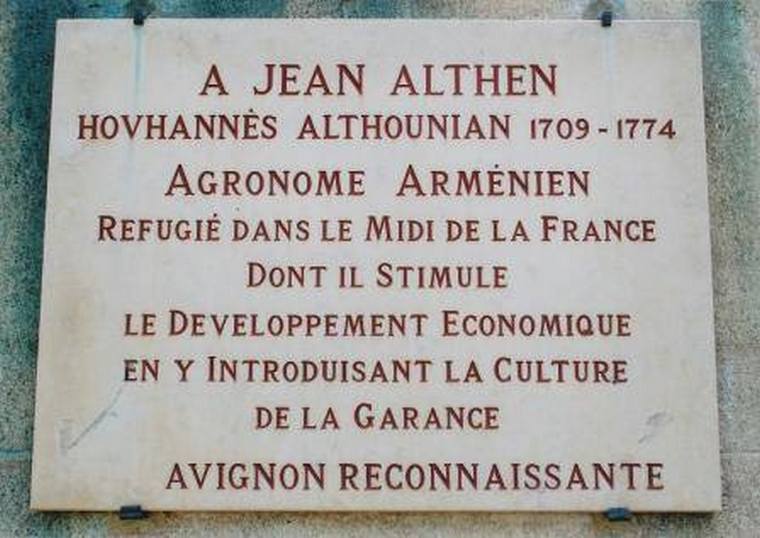 A JEAN ALTHEN
HOVHANNÈS ALTHOUNIAN 1709-1774
AGRONOME ARMÉNIEN
REFUGIÉ DANS LE MIDI DE LA FRANCE
DONT IL STIMULE
LE DEVELOPPEMENT ECONOMIQUE
EN Y INTRODUISANT LA CULTURE
DE LA GARANCE
AVIGNON RECONNAISSANTE